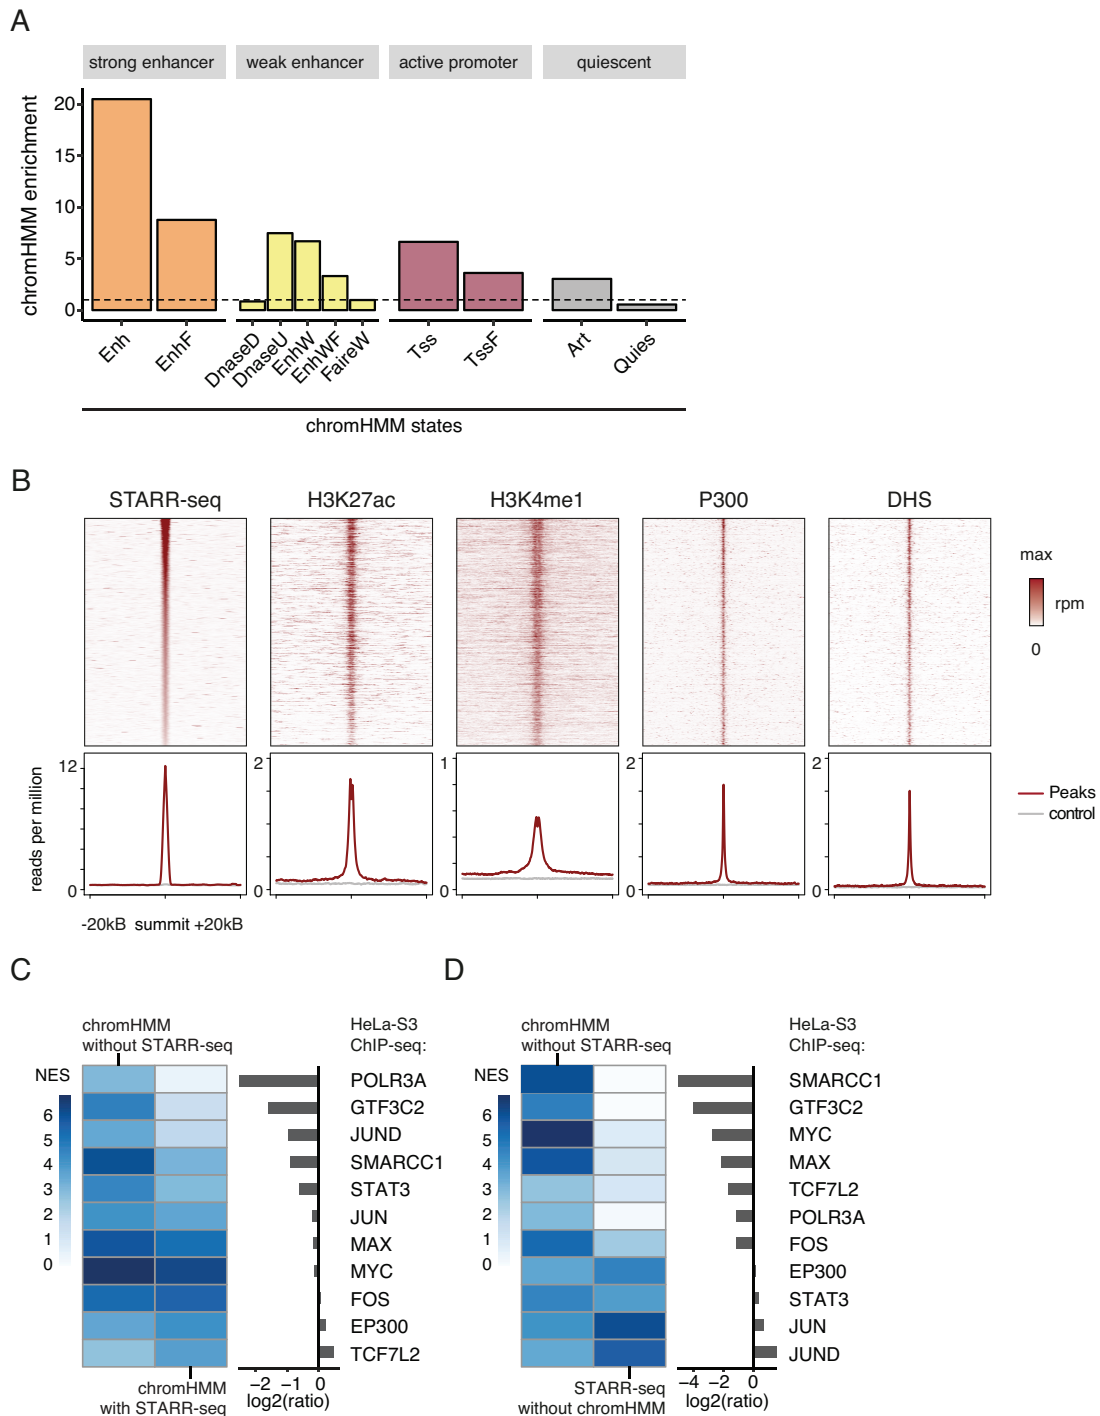 A
strong enhancer
weak enhancer
active promoter
quiescent
chromHMM enrichment
20
15
10
5
0
Enh
EnhF
DnaseD
DnaseU
EnhW
EnhWF
FaireW
Tss
TssF
Art
Quies
chromHMM states
B
STARR-seq
H3K27ac
H3K4me1
P300
DHS
max
rpm
0
reads per million
12
0
2
0
1
0
2
0
2
0
Peaks
control
-20kB summit +20kB
C
chromHMM
without STARR-seq
HeLa-S3
ChIP-seq:
NES
6
5
4
3
2
1
0
POLR3A
GTF3C2
JUND
SMARCC1
STAT3
JUN
MAX
MYC
FOS
EP300
TCF7L2
chromHMM
with STARR-seq
−2 −1 0
log2(ratio)
D
chromHMM
without STARR-seq
HeLa-S3
ChIP-seq:
NES
6
5
4
3
2
1
0
SMARCC1
GTF3C2
MYC
MAX
TCF7L2
POLR3A
FOS
EP300
STAT3
JUN
JUND
STARR-seq
without chromHMM
−4 −2 0
log2(ratio)